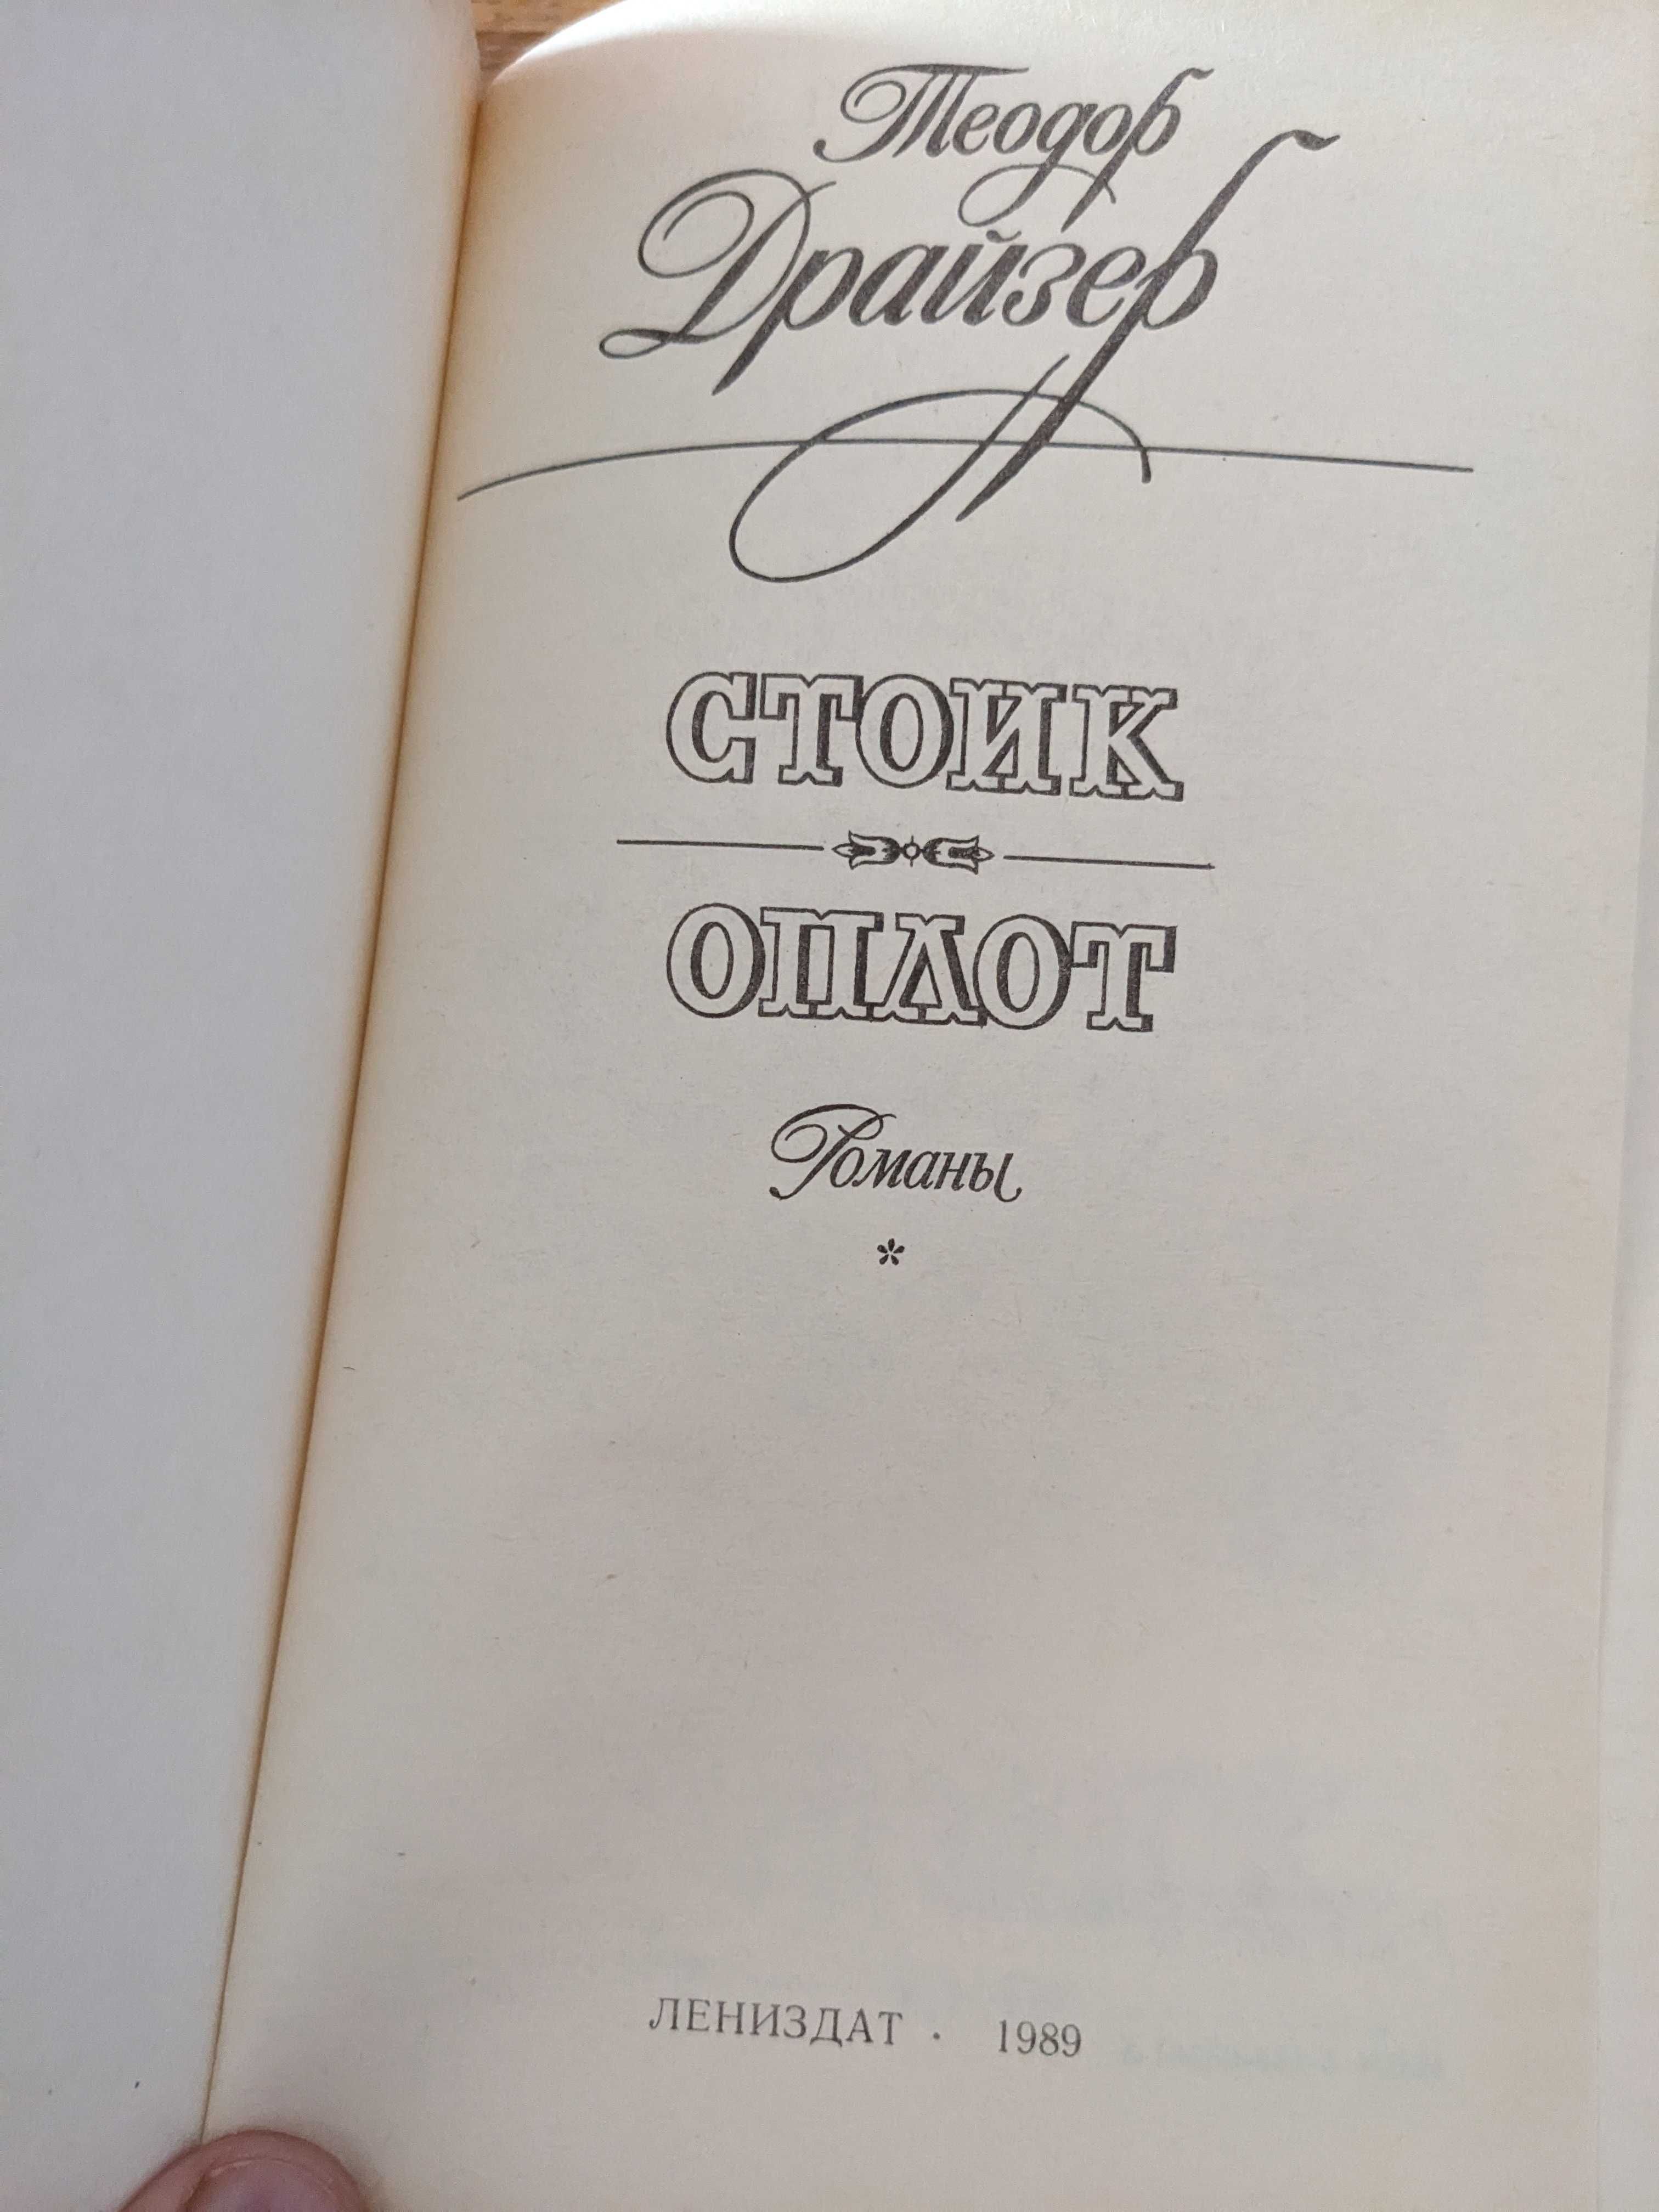 Теодор
Драйзер
СТОИК
ОПЛОТ
Романы
*
ЛЕНИЗДАТ · 1989